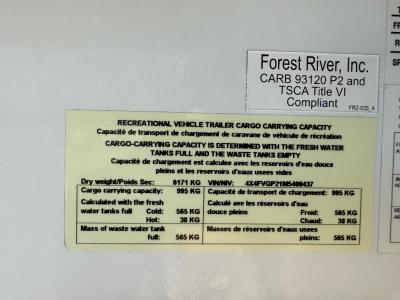 Forest River, Inc.
CARB 93120 P2 and
TSCA Title VI
Compliant
FRZ-035_A
RECREATIONAL VEHICLE TRAILER CARGO CARRYING CAPACITY
Capacité de transport de chargement de caravane de véhicule de récréation
CARGO-CARRYING CAPACITY IS DETERMINED WITH THE FRESH WATER
TANKS FULL AND THE WASTE TANKS EMPTY
Capacité de chargement est calculee avec les réservoirs d'eau douce
pleins et les reservoirs d'eaux usees vides
Dry weight/Poids Sec: 6171 KG VIN/NIV:
Cargo carrying capacity: 995 KG Capacité de transport de chargement: 995 KG
Calculated with the fresh Calculé ave les réservoirs d'eau
water tanks full Cold: 565 KG douce pleins Froid: 565 KG
Hot: 38 KG Chaud: 38 KG
Mass of waste water tank Masses de reservoirs d'eaux usees
full: 565 KG pleins: 565 KG